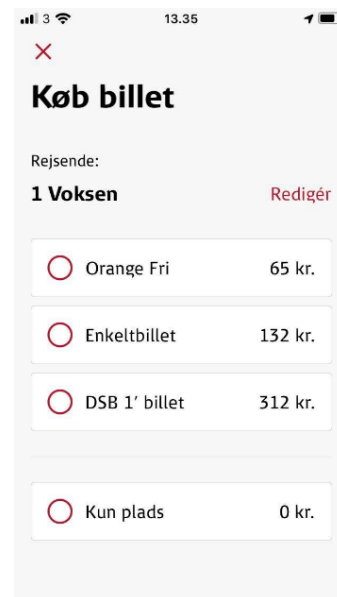 3 13.35
Køb billet
Rejsende:
1 Voksen Redigér
Orange Fri 65 kr.
Enkeltbillet 132 kr.
DSB 1′ billet 312 kr.
Kun plads 0 kr.